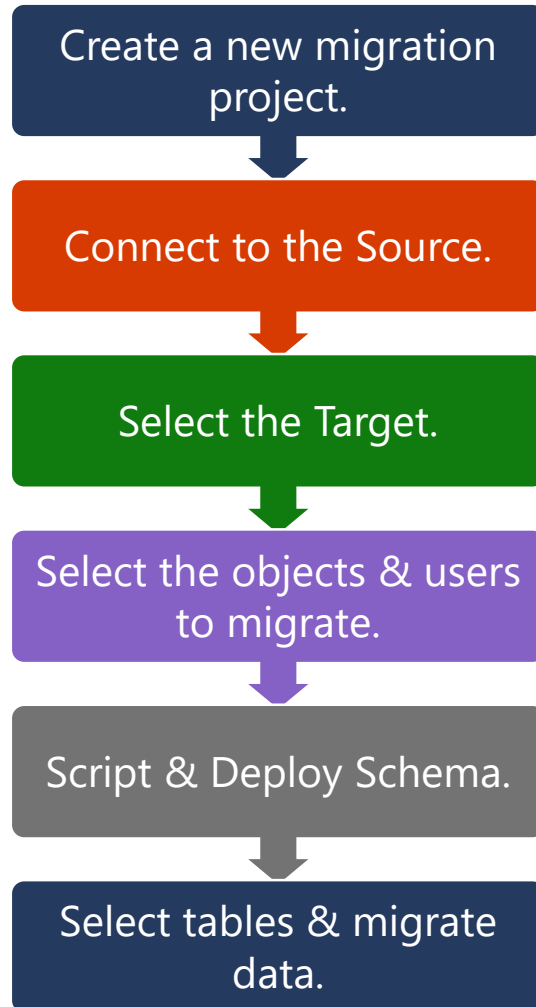 Create a new migration
project.
Connect to the Source.
Select the Target.
Select the objects & users
to migrate.
Script & Deploy Schema.
Select tables & migrate
data.